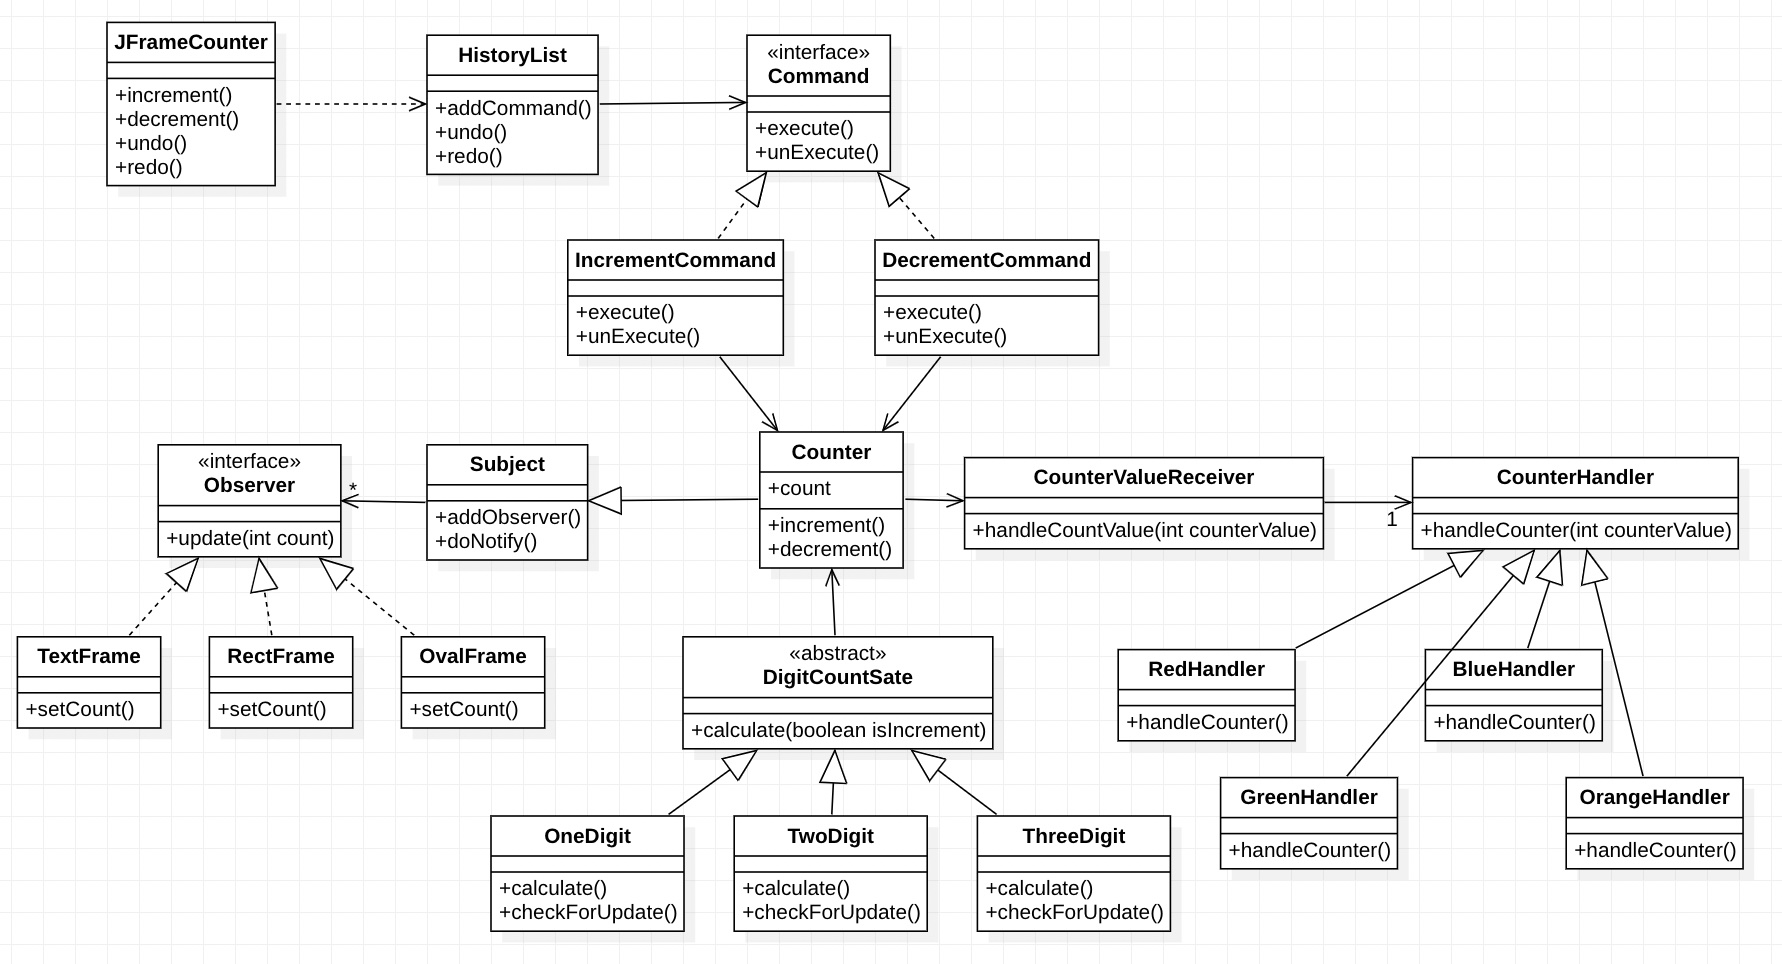 JFrameCounter
+increment()
+decrement()
+undo()
+redo()
HistoryList
+addCommand()
+undo()
+redo()
«interface»
Command
+execute()
+unExecute()
IncrementCommand
+execute()
+unExecute()
DecrementCommand
+execute()
+unExecute()
«interface»
Observer
+update(int count)
*
Subject
+addObserver()
+doNotify()
Counter
+count
+increment()
+decrement()
CounterValueReceiver
+handleCountValue(int counterValue)
1
CounterHandler
+handleCounter(int counterValue)
TextFrame
+setCount()
RectFrame
+setCount()
OvalFrame
+setCount()
«abstract»
DigitCountSate
+calculate(boolean isIncrement)
RedHandler
+handleCounter()
BlueHandler
+handleCounter()
GreenHandler
+handleCounter()
OrangeHandler
+handleCounter()
OneDigit
+calculate()
+checkForUpdate()
TwoDigit
+calculate()
+checkForUpdate()
ThreeDigit
+calculate()
+checkForUpdate()